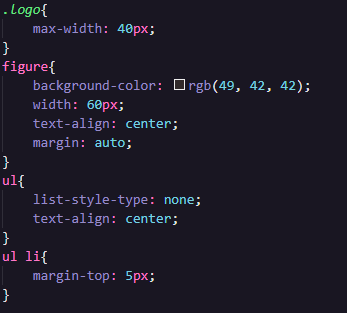 .logo{
max-width: 40px;
}
figure{
background-color: rgb(49, 42, 42);
width: 60px;
text-align: center;
margin: auto;
}
ul{
list-style-type: none;
text-align: center;
}
ul li{
margin-top: 5px;
}